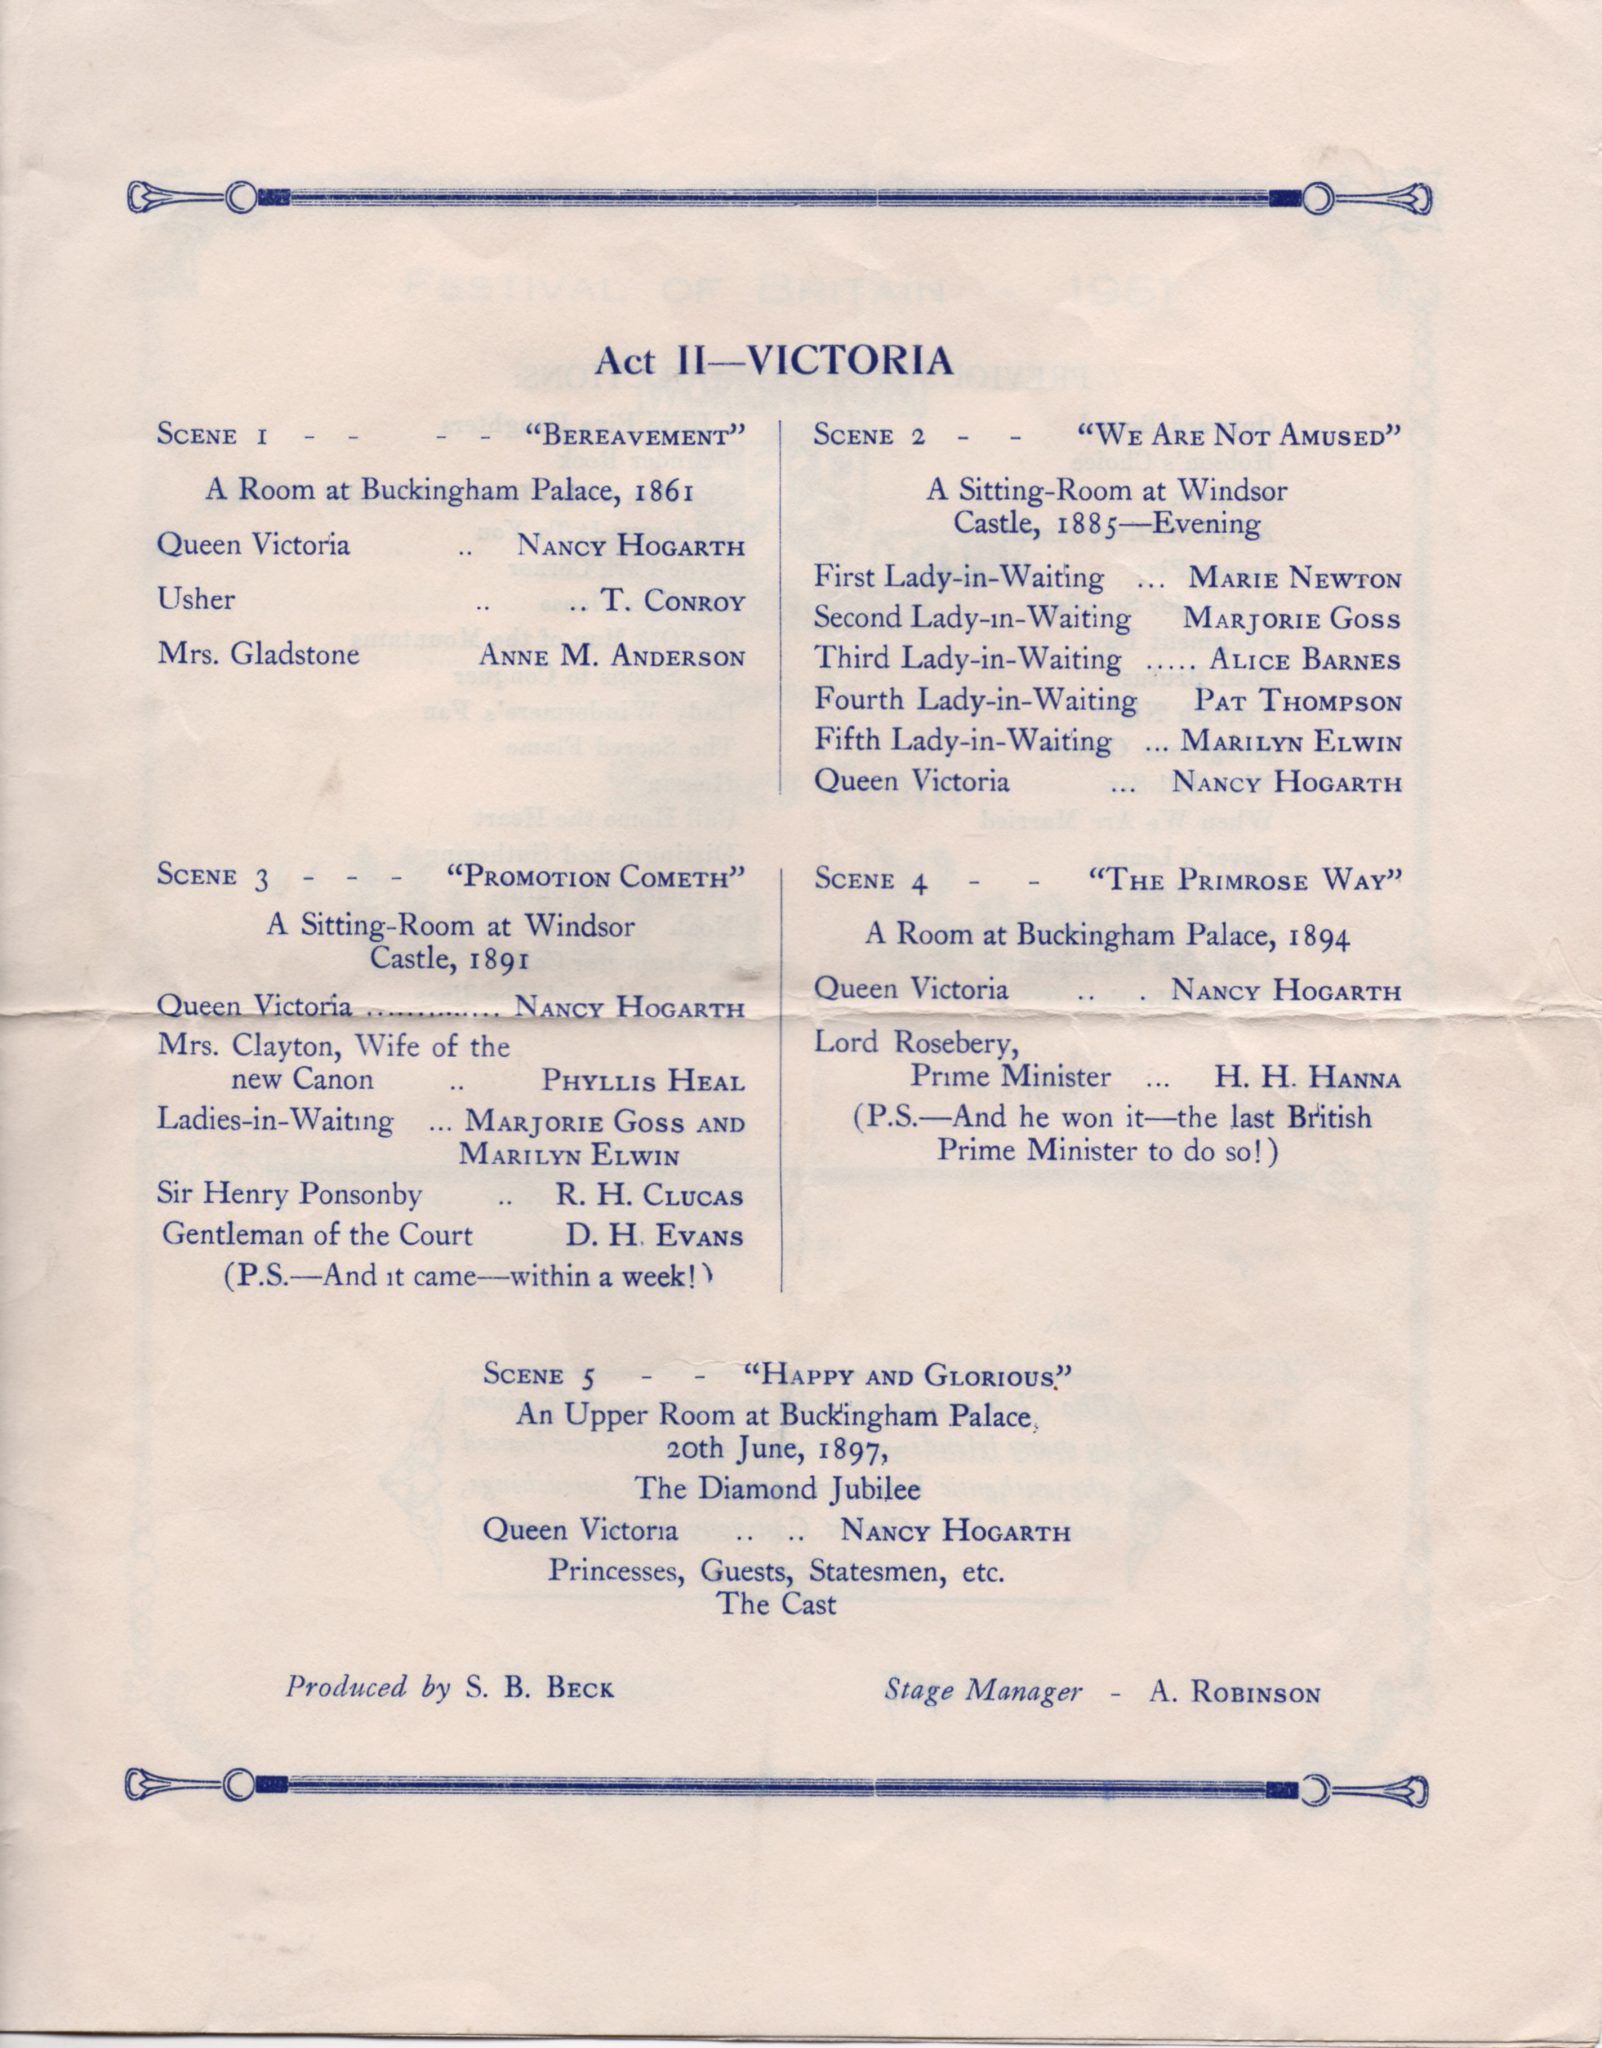 Act II—VICTORIA
SCENE 1 - - - - "BEREAVEMENT"
A Room at Buckingham Palace, 1861
Queen Victoria .. NANCY HOGARTH
Usher .. .. T. CONROY
Mrs. Gladstone ANNE M. ANDERSON
SCENE 2 - - "WE ARE NOT AMUSED"
A Sitting-Room at Windsor
Castle, 1885—Evening
First Lady-in-Waiting ... MARIE NEWTON
Second Lady-in-Waiting MARJORIE GOSS
Third Lady-in-Waiting ..... ALICE BARNES
Fourth Lady-in-Waiting PAT THOMPSON
Fifth Lady-in-Waiting ... MARILYN ELWIN
Queen Victoria ... NANCY HOGARTH
SCENE 3 - - - "PROMOTION COMETH"
A Sitting-Room at Windsor
Castle, 1891
Queen Victoria .............. NANCY HOGARTH
Mrs. Clayton, Wife of the
new Canon .. PHYLLIS HEAL
Ladies-in-Waiting ... MARJORIE GOSS AND
MARILYN ELWIN
Sir Henry Ponsonby .. R. H. CLUCAS
Gentleman of the Court D. H. EVANS
(P.S.—And it came—within a week!)
SCENE 4 - - "THE PRIMROSE WAY"
A Room at Buckingham Palace, 1894
Queen Victoria .. . NANCY HOGARTH
Lord Rosebery,
Prime Minister ... H. H. HANNA
(P.S.—And he won it—the last British
Prime Minister to do so!)
SCENE 5 - - "HAPPY AND GLORIOUS."
An Upper Room at Buckingham Palace,
20th June, 1897,
The Diamond Jubilee
Queen Victoria .. .. NANCY HOGARTH
Princesses, Guests, Statesmen, etc.
The Cast
Produced by S. B. BECK
Stage Manager - A. ROBINSON